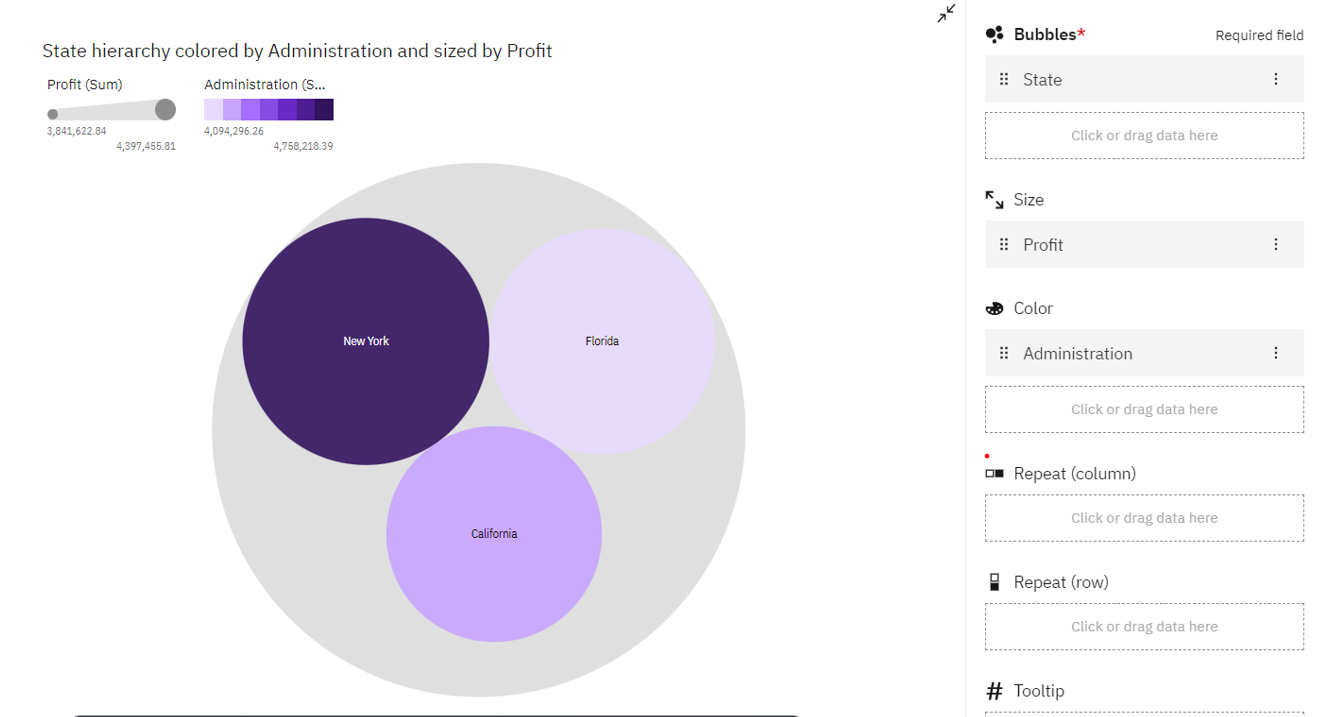 State hierarchy colored by Administration and sized by Profit
Profit (Sum)
3,841,622.84
4,397,455.81
Administration (S...
4,094,296.26
4,758,218.39
New York
Florida
California
Bubbles*
Required field
State
Click or drag data here
Size
Profit
Color
Administration
Click or drag data here
Repeat (column)
Click or drag data here
Repeat (row)
Click or drag data here
Tooltip